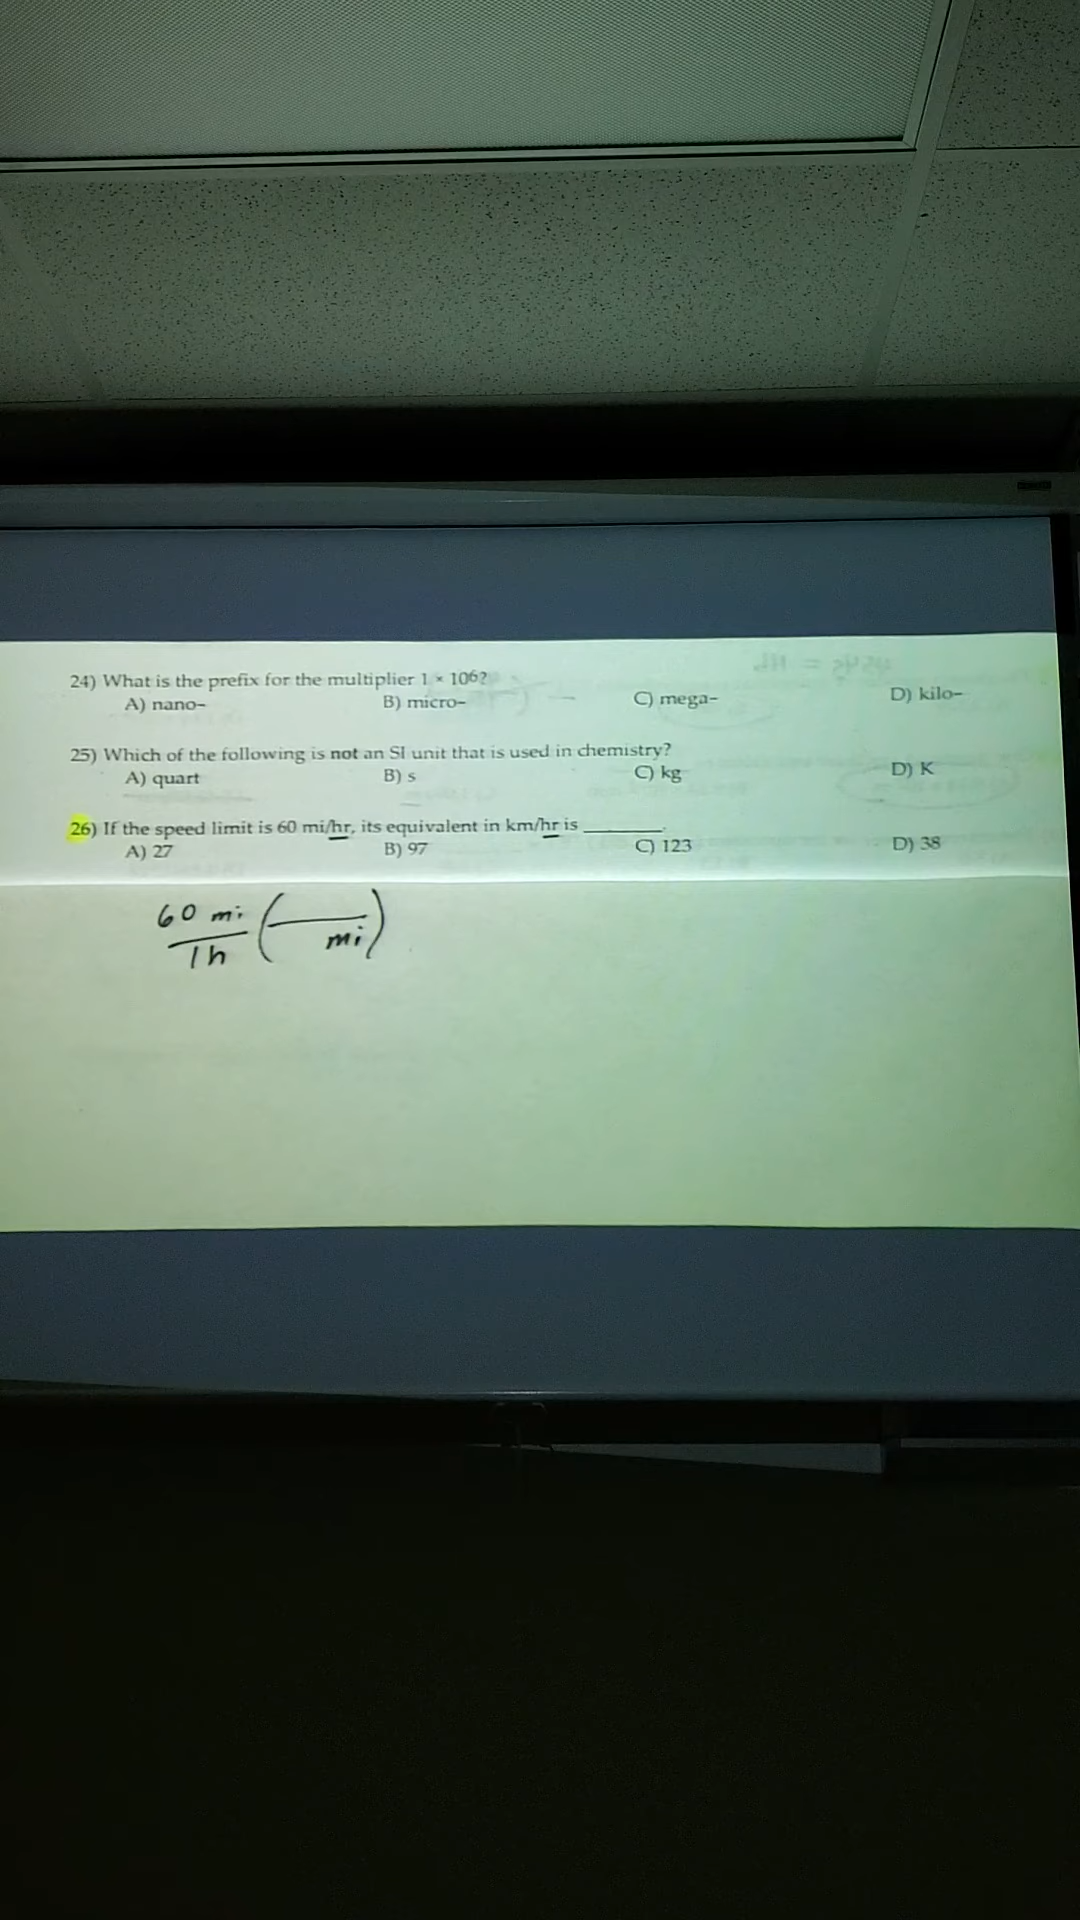 24) What is the prefix for the multiplier 1 × 10⁶?
A) nano- B) micro- C) mega- D) kilo-
25) Which of the following is not an SI unit that is used in chemistry?
A) quart B) s C) kg D) K
26) If the speed limit is 60 mi/hr, its equivalent in km/hr is ________.
A) 27 B) 97 C) 123 D) 38
60 mi
1h
(____)
mi